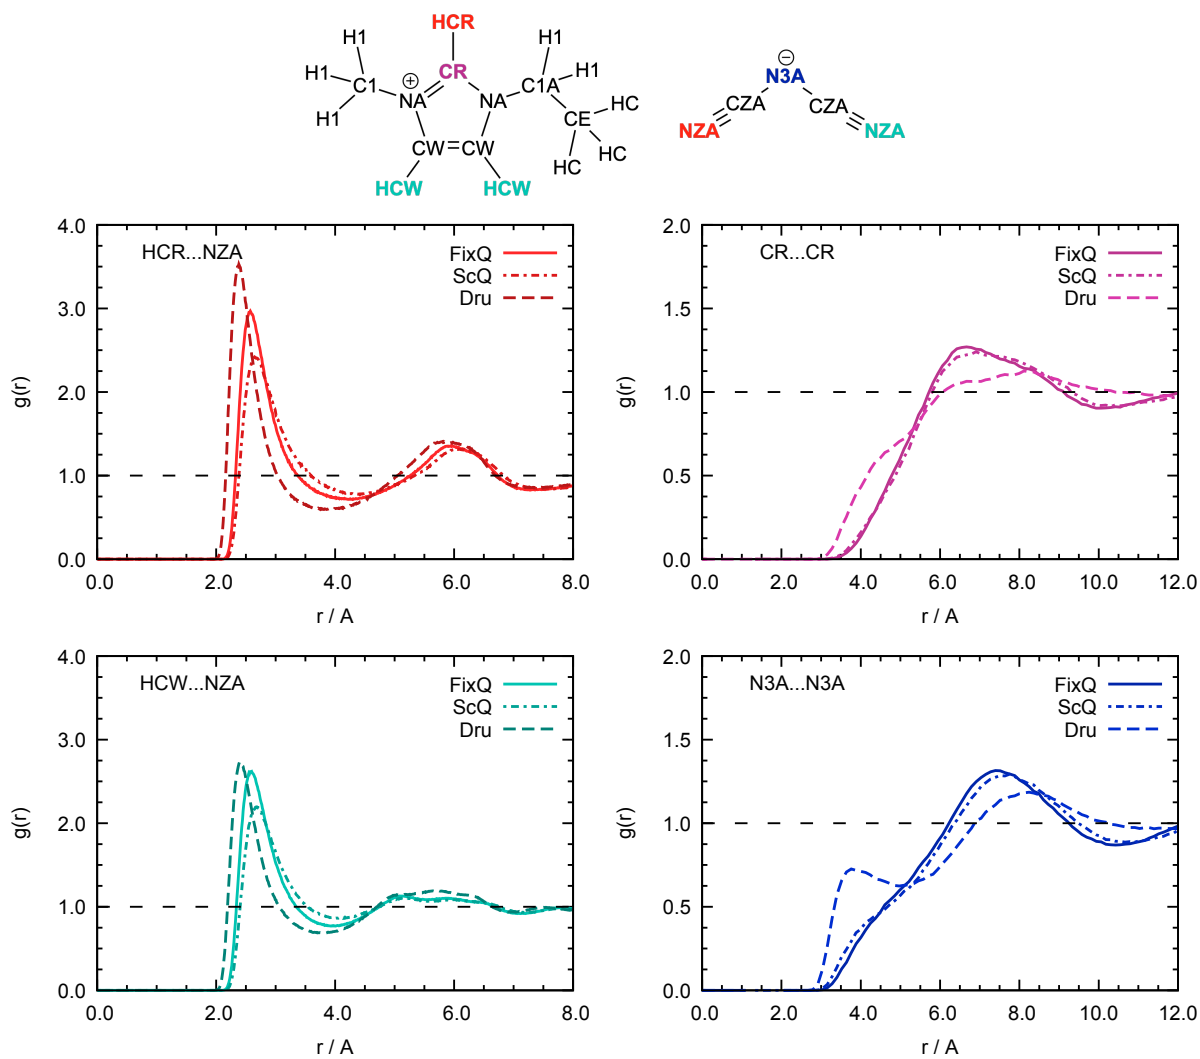 HCR
H1 H1
H1 CR H1
C1 ⊕ C1A
H1 NA NA HC
CE
CW=CW HC
HC
HCW HCW
⊖
N3A
CZA CZA
NZA NZA
4.0
3.0
2.0
1.0
0.0
g(r)
HCR...NZA
FixQ
ScQ
Dru
0.0 2.0 4.0 6.0 8.0
r / A
2.0
1.5
1.0
0.5
0.0
g(r)
CR...CR
FixQ
ScQ
Dru
0.0 2.0 4.0 6.0 8.0 10.0 12.0
r / A
4.0
3.0
2.0
1.0
0.0
g(r)
HCW...NZA
FixQ
ScQ
Dru
0.0 2.0 4.0 6.0 8.0
r / A
2.0
1.5
1.0
0.5
0.0
g(r)
N3A...N3A
FixQ
ScQ
Dru
0.0 2.0 4.0 6.0 8.0 10.0 12.0
r / A